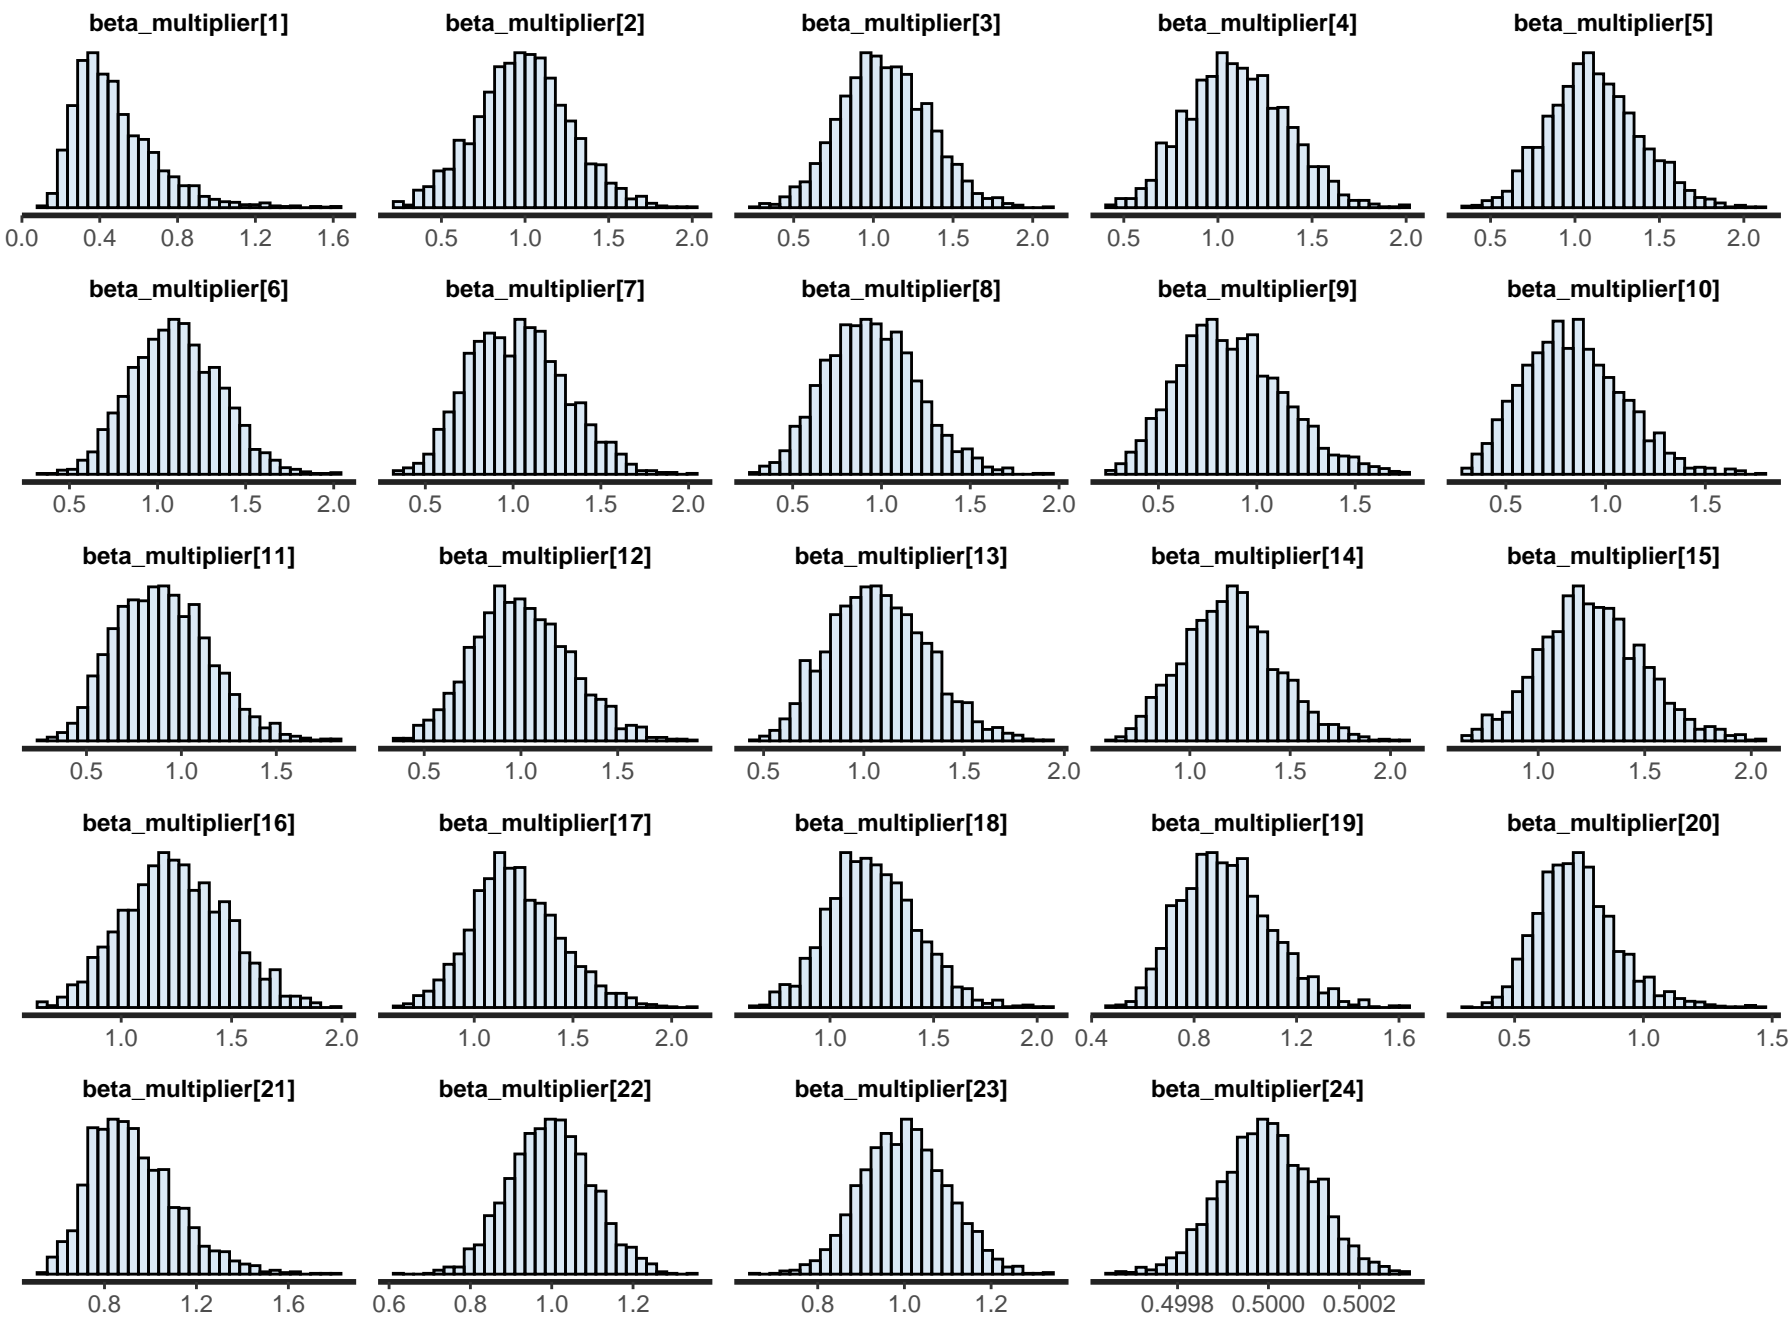 beta_multiplier[1] beta_multiplier[2] beta_multiplier[3] beta_multiplier[4] beta_multiplier[5]
0.0 0.4 0.8 1.2 1.6 0.5 1.0 1.5 2.0 0.5 1.0 1.5 2.0 0.5 1.0 1.5 2.0 0.5 1.0 1.5 2.0
beta_multiplier[6] beta_multiplier[7] beta_multiplier[8] beta_multiplier[9] beta_multiplier[10]
0.5 1.0 1.5 2.0 0.5 1.0 1.5 2.0 0.5 1.0 1.5 2.0 0.5 1.0 1.5 0.5 1.0 1.5
beta_multiplier[11] beta_multiplier[12] beta_multiplier[13] beta_multiplier[14] beta_multiplier[15]
0.5 1.0 1.5 0.5 1.0 1.5 0.5 1.0 1.5 2.0 1.0 1.5 2.0 1.0 1.5 2.0
beta_multiplier[16] beta_multiplier[17] beta_multiplier[18] beta_multiplier[19] beta_multiplier[20]
1.0 1.5 2.0 1.0 1.5 2.0 1.0 1.5 2.0 0.4 0.8 1.2 1.6 0.5 1.0 1.5
beta_multiplier[21] beta_multiplier[22] beta_multiplier[23] beta_multiplier[24]
0.8 1.2 1.6 0.6 0.8 1.0 1.2 0.8 1.0 1.2 0.4998 0.5000 0.5002